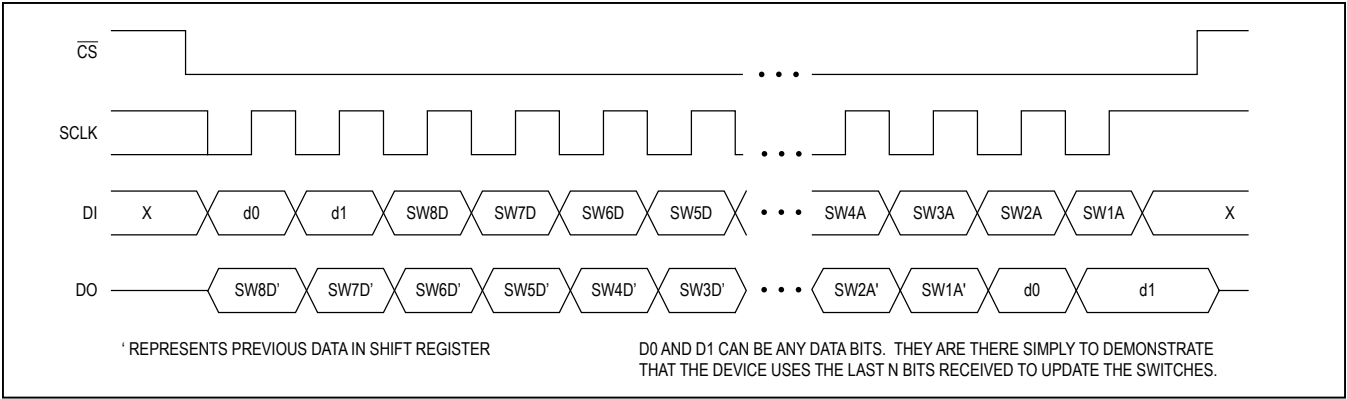 CS
• • •
SCLK
• • •
DI X d0 d1 SW8D SW7D SW6D SW5D • • • SW4A SW3A SW2A SW1A X
DO SW8D’ SW7D’ SW6D’ SW5D’ SW4D’ SW3D’ • • • SW2A' SW1A' d0 d1
‘ REPRESENTS PREVIOUS DATA IN SHIFT REGISTER
D0 AND D1 CAN BE ANY DATA BITS. THEY ARE THERE SIMPLY TO DEMONSTRATE
THAT THE DEVICE USES THE LAST N BITS RECEIVED TO UPDATE THE SWITCHES.